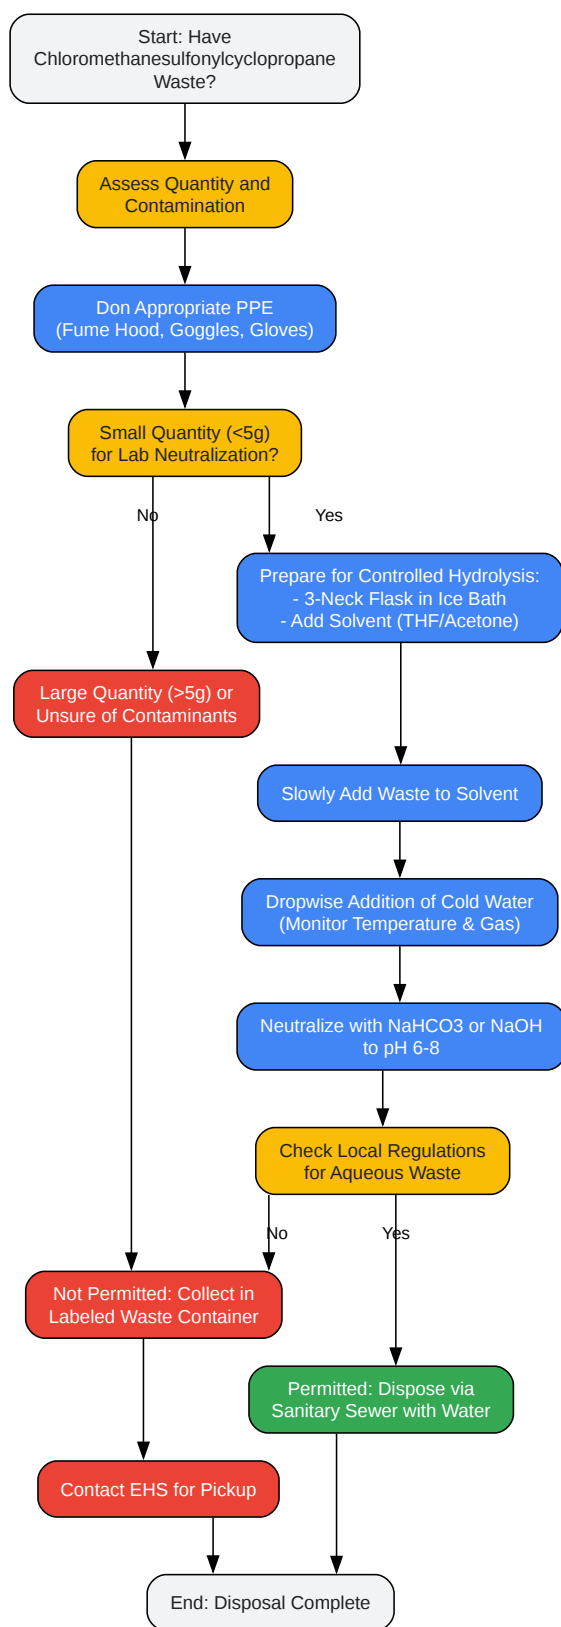 Start: Have
Chloromethanesulfonylcyclopropane
Waste?
Assess Quantity and
Contamination
Don Appropriate PPE
(Fume Hood, Goggles, Gloves)
Small Quantity (<5g)
for Lab Neutralization?
No
Yes
Prepare for Controlled Hydrolysis:
- 3-Neck Flask in Ice Bath
- Add Solvent (THF/Acetone)
Large Quantity (>5g) or
Unsure of Contaminants
Slowly Add Waste to Solvent
Dropwise Addition of Cold Water
(Monitor Temperature & Gas)
Neutralize with NaHCO3 or NaOH
to pH 6-8
Check Local Regulations
for Aqueous Waste
No
Yes
Not Permitted: Collect in
Labeled Waste Container
Permitted: Dispose via
Sanitary Sewer with Water
Contact EHS for Pickup
End: Disposal Complete